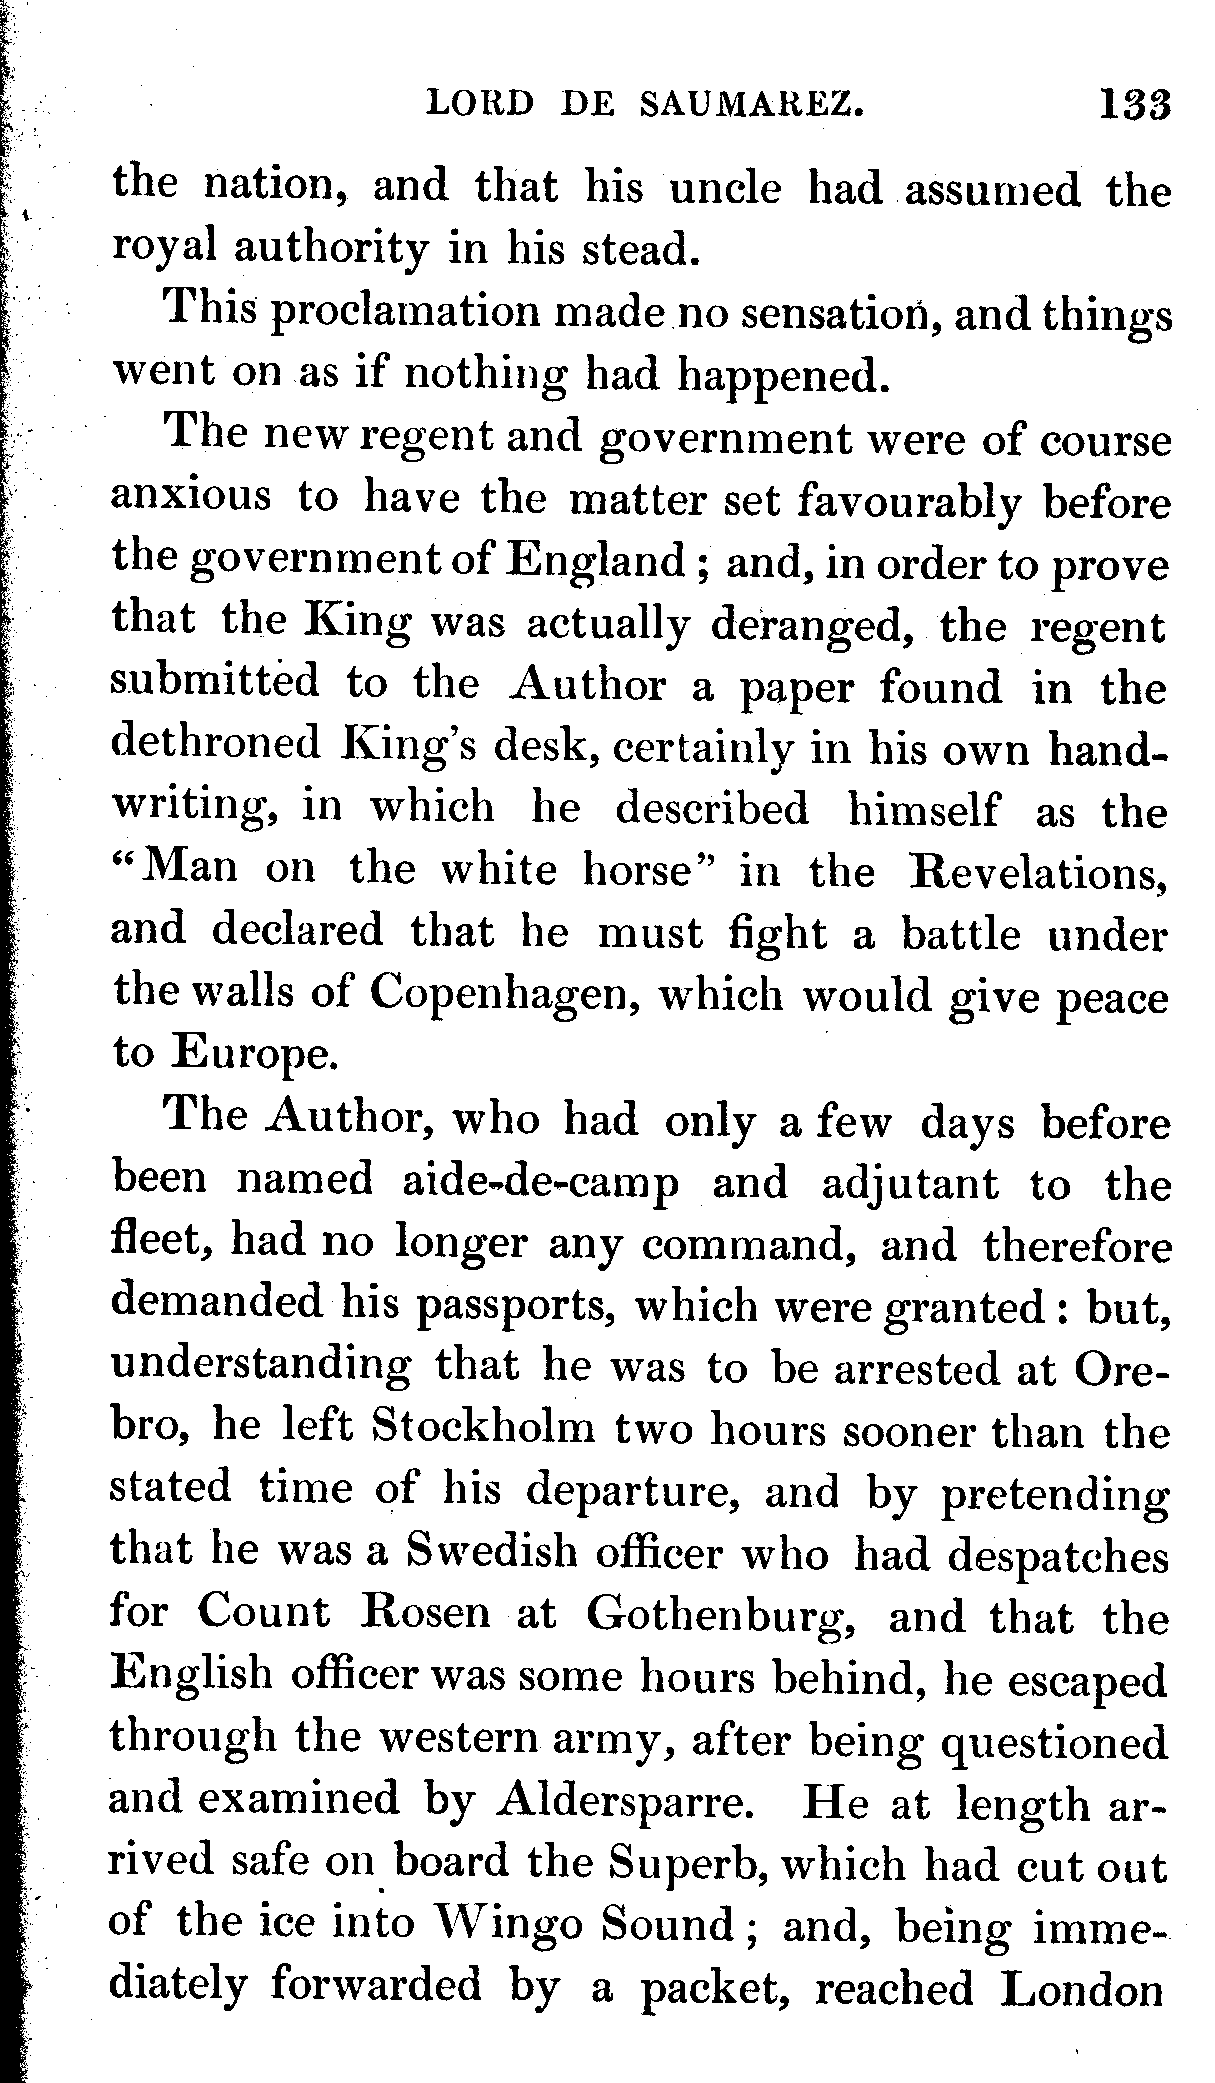 LORD DE SAUMAREZ. 133
the nation, and that his uncle had assumed the
royal authority in his stead.
This proclamation made no sensation, and things
went on as if nothing had happened.
The new regent and government were of course
anxious to have the matter set favourably before
the government of England ; and, in order to prove
that the King was actually deranged, the regent
submitted to the Author a paper found in the
dethroned King's desk, certainly in his own hand-
writing, in which he described himself as the
“Man on the white horse” in the Revelations,
and declared that he must fight a battle under
the walls of Copenhagen, which would give peace
to Europe.
The Author, who had only a few days before
been named aide-de-camp and adjutant to the
fleet, had no longer any command, and therefore
demanded his passports, which were granted : but,
understanding that he was to be arrested at Ore-
bro, he left Stockholm two hours sooner than the
stated time of his departure, and by pretending
that he was a Swedish officer who had despatches
for Count Rosen at Gothenburg, and that the
English officer was some hours behind, he escaped
through the western army, after being questioned
and examined by Aldersparre. He at length ar-
rived safe on board the Superb, which had cut out
of the ice into Wingo Sound ; and, being imme-
diately forwarded by a packet, reached London